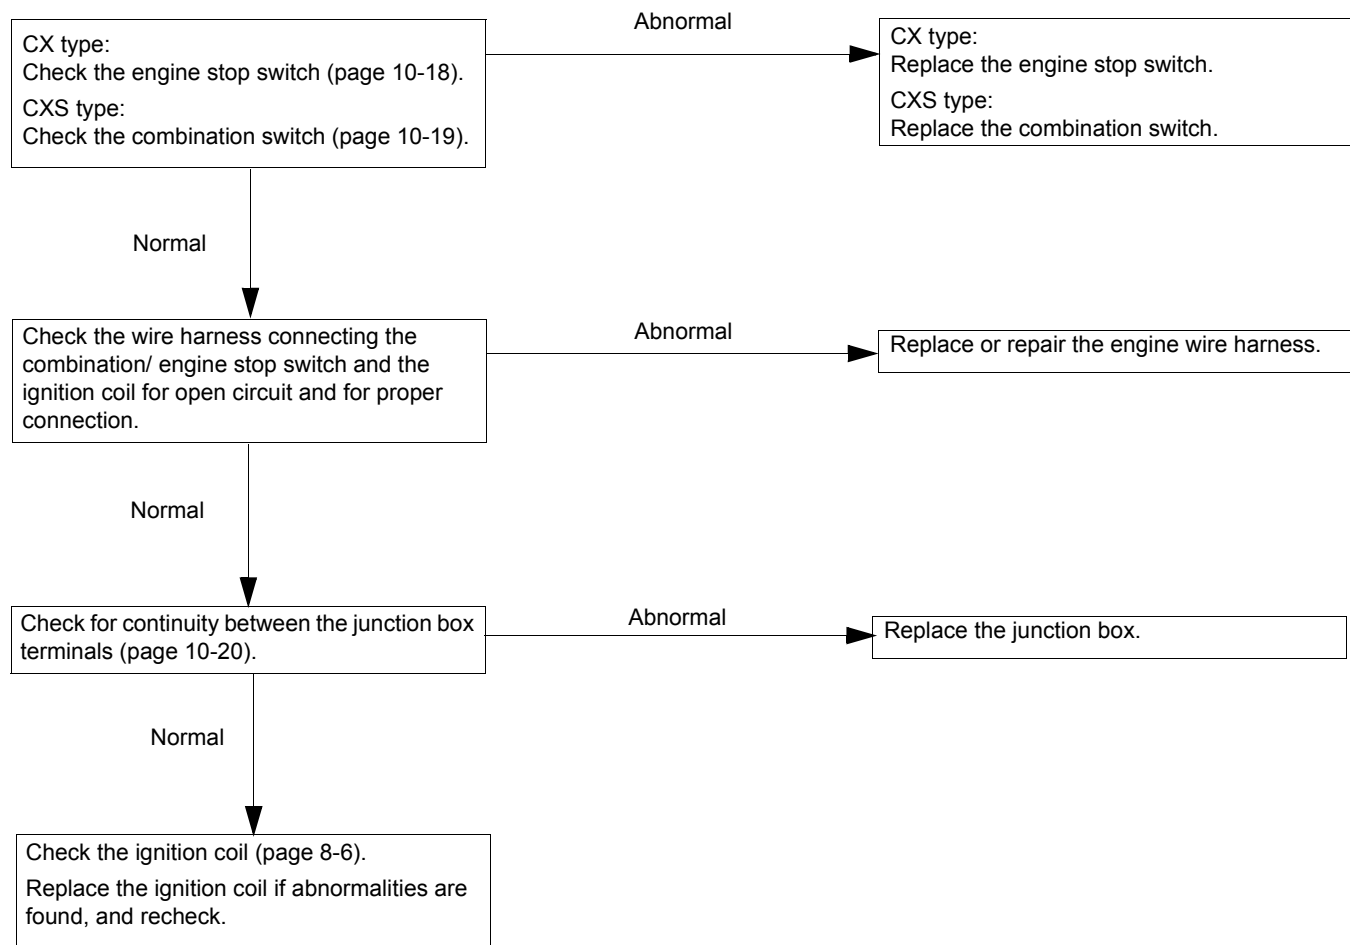 CX type:
Check the engine stop switch (page 10-18).
CXS type:
Check the combination switch (page 10-19).
Abnormal
CX type:
Replace the engine stop switch.
CXS type:
Replace the combination switch.
Normal
Check the wire harness connecting the
combination/ engine stop switch and the
ignition coil for open circuit and for proper
connection.
Abnormal
Replace or repair the engine wire harness.
Normal
Check for continuity between the junction box
terminals (page 10-20).
Abnormal
Replace the junction box.
Normal
Check the ignition coil (page 8-6).
Replace the ignition coil if abnormalities are
found, and recheck.